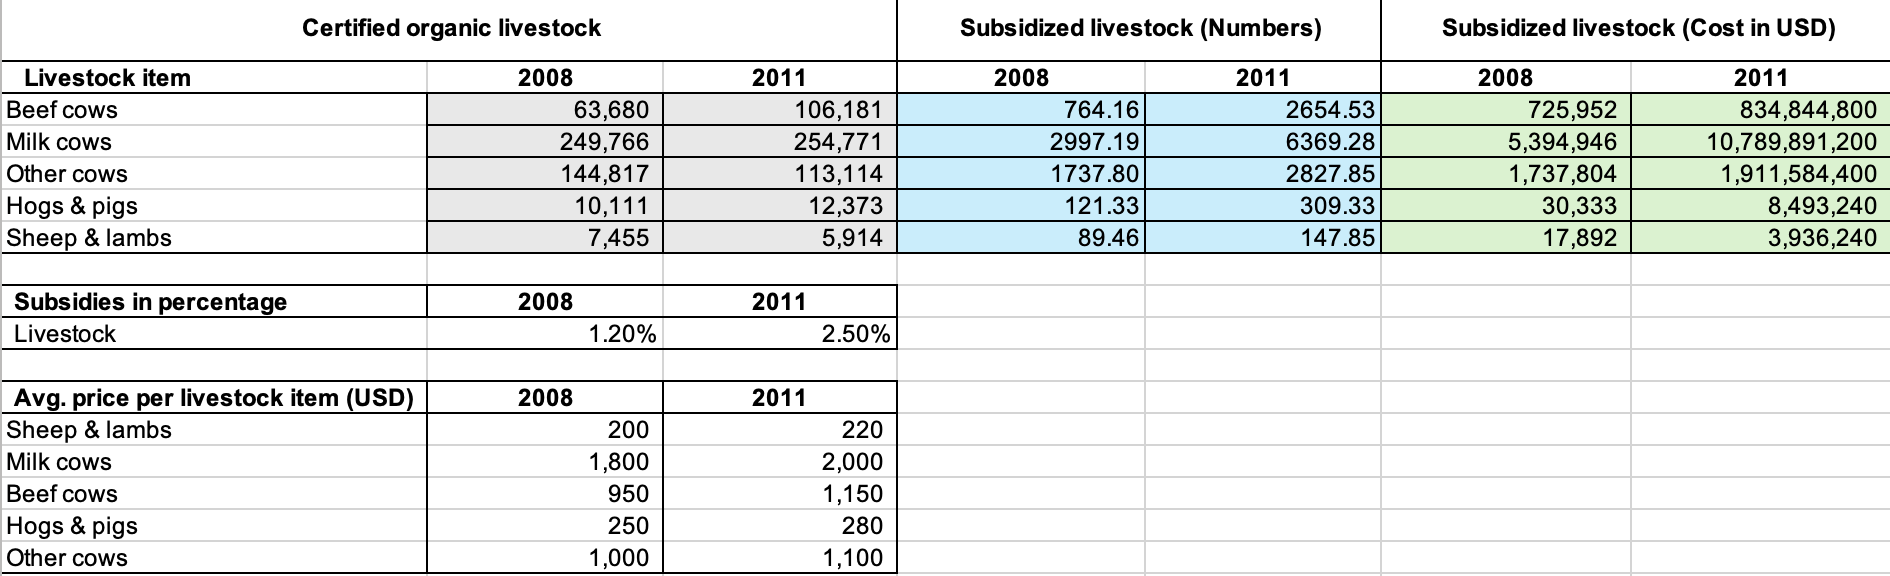 Certified organic livestock Subsidized livestock (Numbers) Subsidized livestock (Cost in USD)
Livestock item 2008 2011 2008 2011 2008 2011
Beef cows 63,680 106,181 764.16 2654.53 725,952 834,844,800
Milk cows 249,766 254,771 2997.19 6369.28 5,394,946 10,789,891,200
Other cows 144,817 113,114 1737.80 2827.85 1,737,804 1,911,584,400
Hogs & pigs 10,111 12,373 121.33 309.33 30,333 8,493,240
Sheep & lambs 7,455 5,914 89.46 147.85 17,892 3,936,240
Subsidies in percentage 2008 2011
Livestock 1.20% 2.50%
Avg. price per livestock item (USD) 2008 2011
Sheep & lambs 200 220
Milk cows 1,800 2,000
Beef cows 950 1,150
Hogs & pigs 250 280
Other cows 1,000 1,100